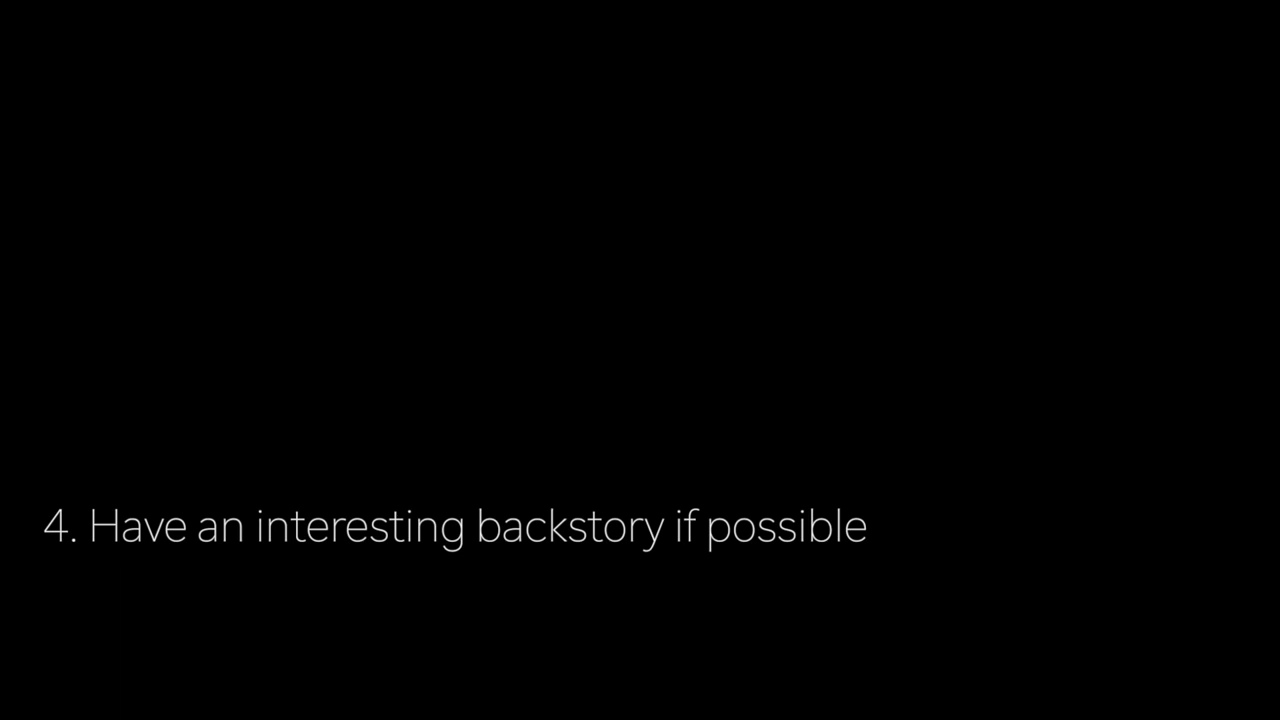 4. Have an interesting backstory if possible